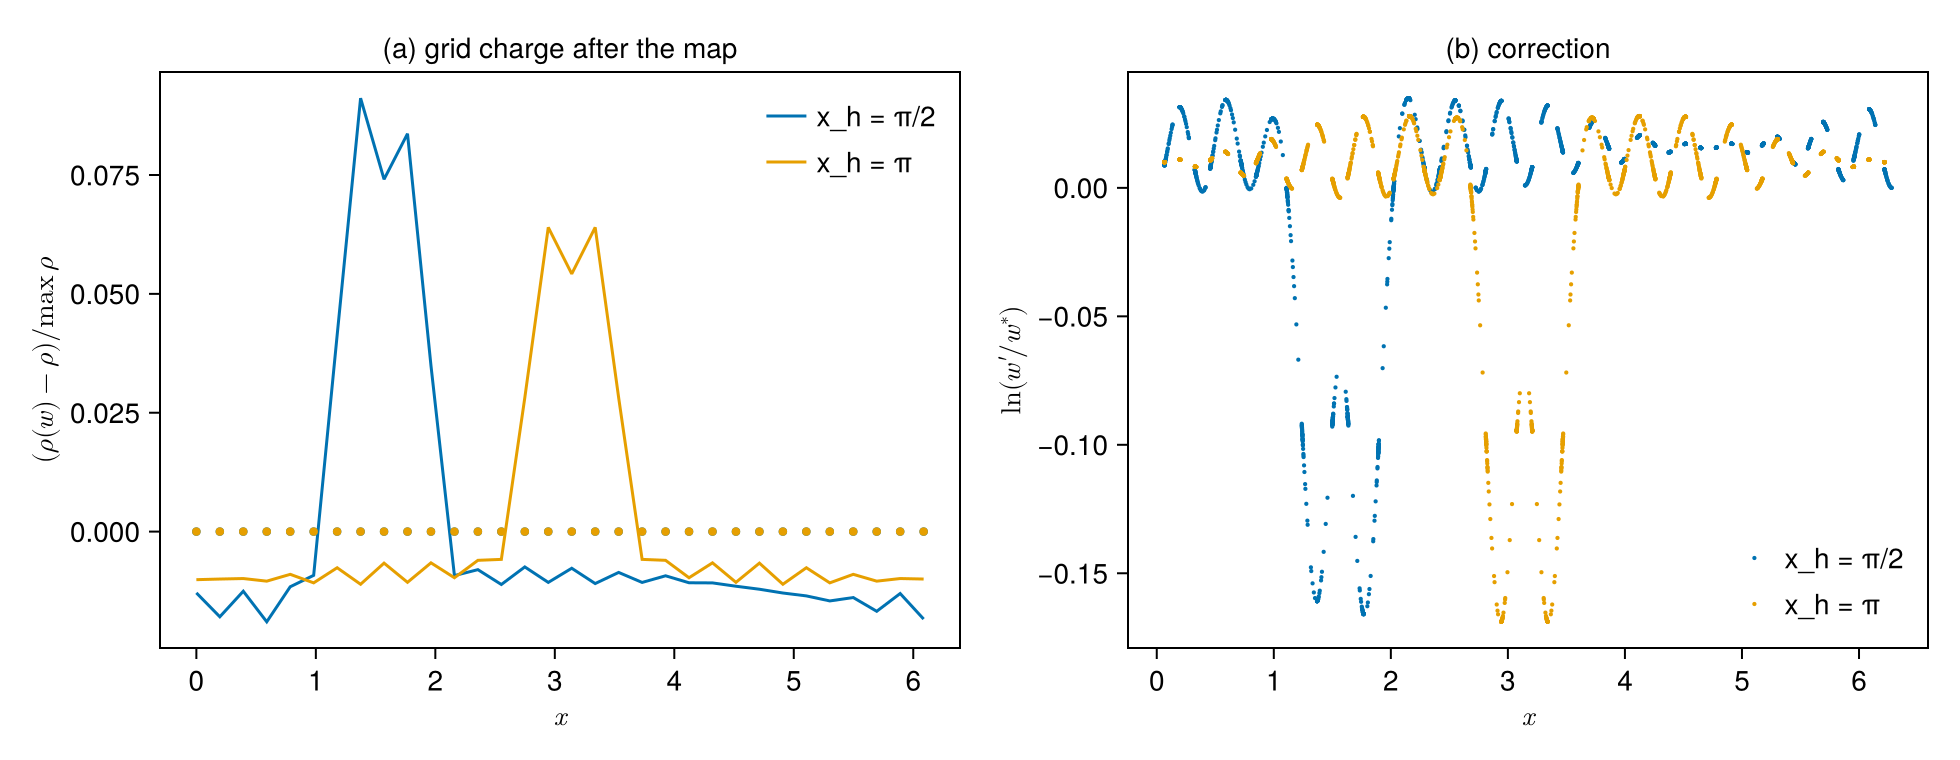 (a) grid charge after the map
(ρ(w) − ρ)/max ρ
0.075
0.050
0.025
0.000
x_h = π/2
x_h = π
0 1 2 3 4 5 6
x
(b) correction
ln(w′/w*)
0.00
−0.05
−0.10
−0.15
x_h = π/2
x_h = π
0 1 2 3 4 5 6
x